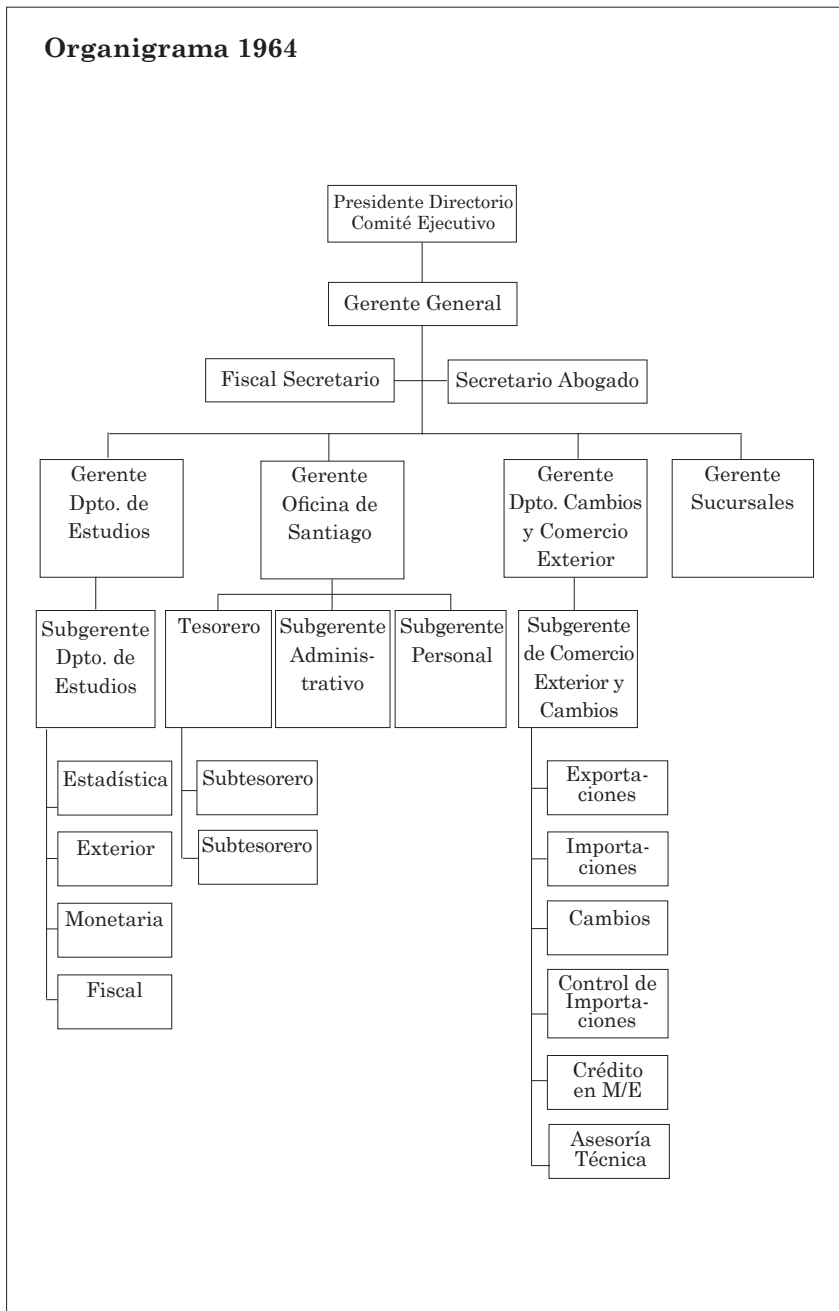 Organigrama 1964
Presidente Directorio
Comité Ejecutivo
Gerente General
Fiscal Secretario
Secretario Abogado
Gerente
Dpto. de
Estudios
Gerente
Oficina de
Santiago
Gerente
Dpto. Cambios
y Comercio
Exterior
Gerente
Sucursales
Subgerente
Dpto. de
Estudios
Tesorero
Subgerente
Adminis-
trativo
Subgerente
Personal
Subgerente
de Comercio
Exterior y
Cambios
Estadística
Exterior
Monetaria
Fiscal
Subtesorero
Subtesorero
Exporta-
ciones
Importa-
ciones
Cambios
Control de
Importa-
ciones
Crédito
en M/E
Asesoría
Técnica